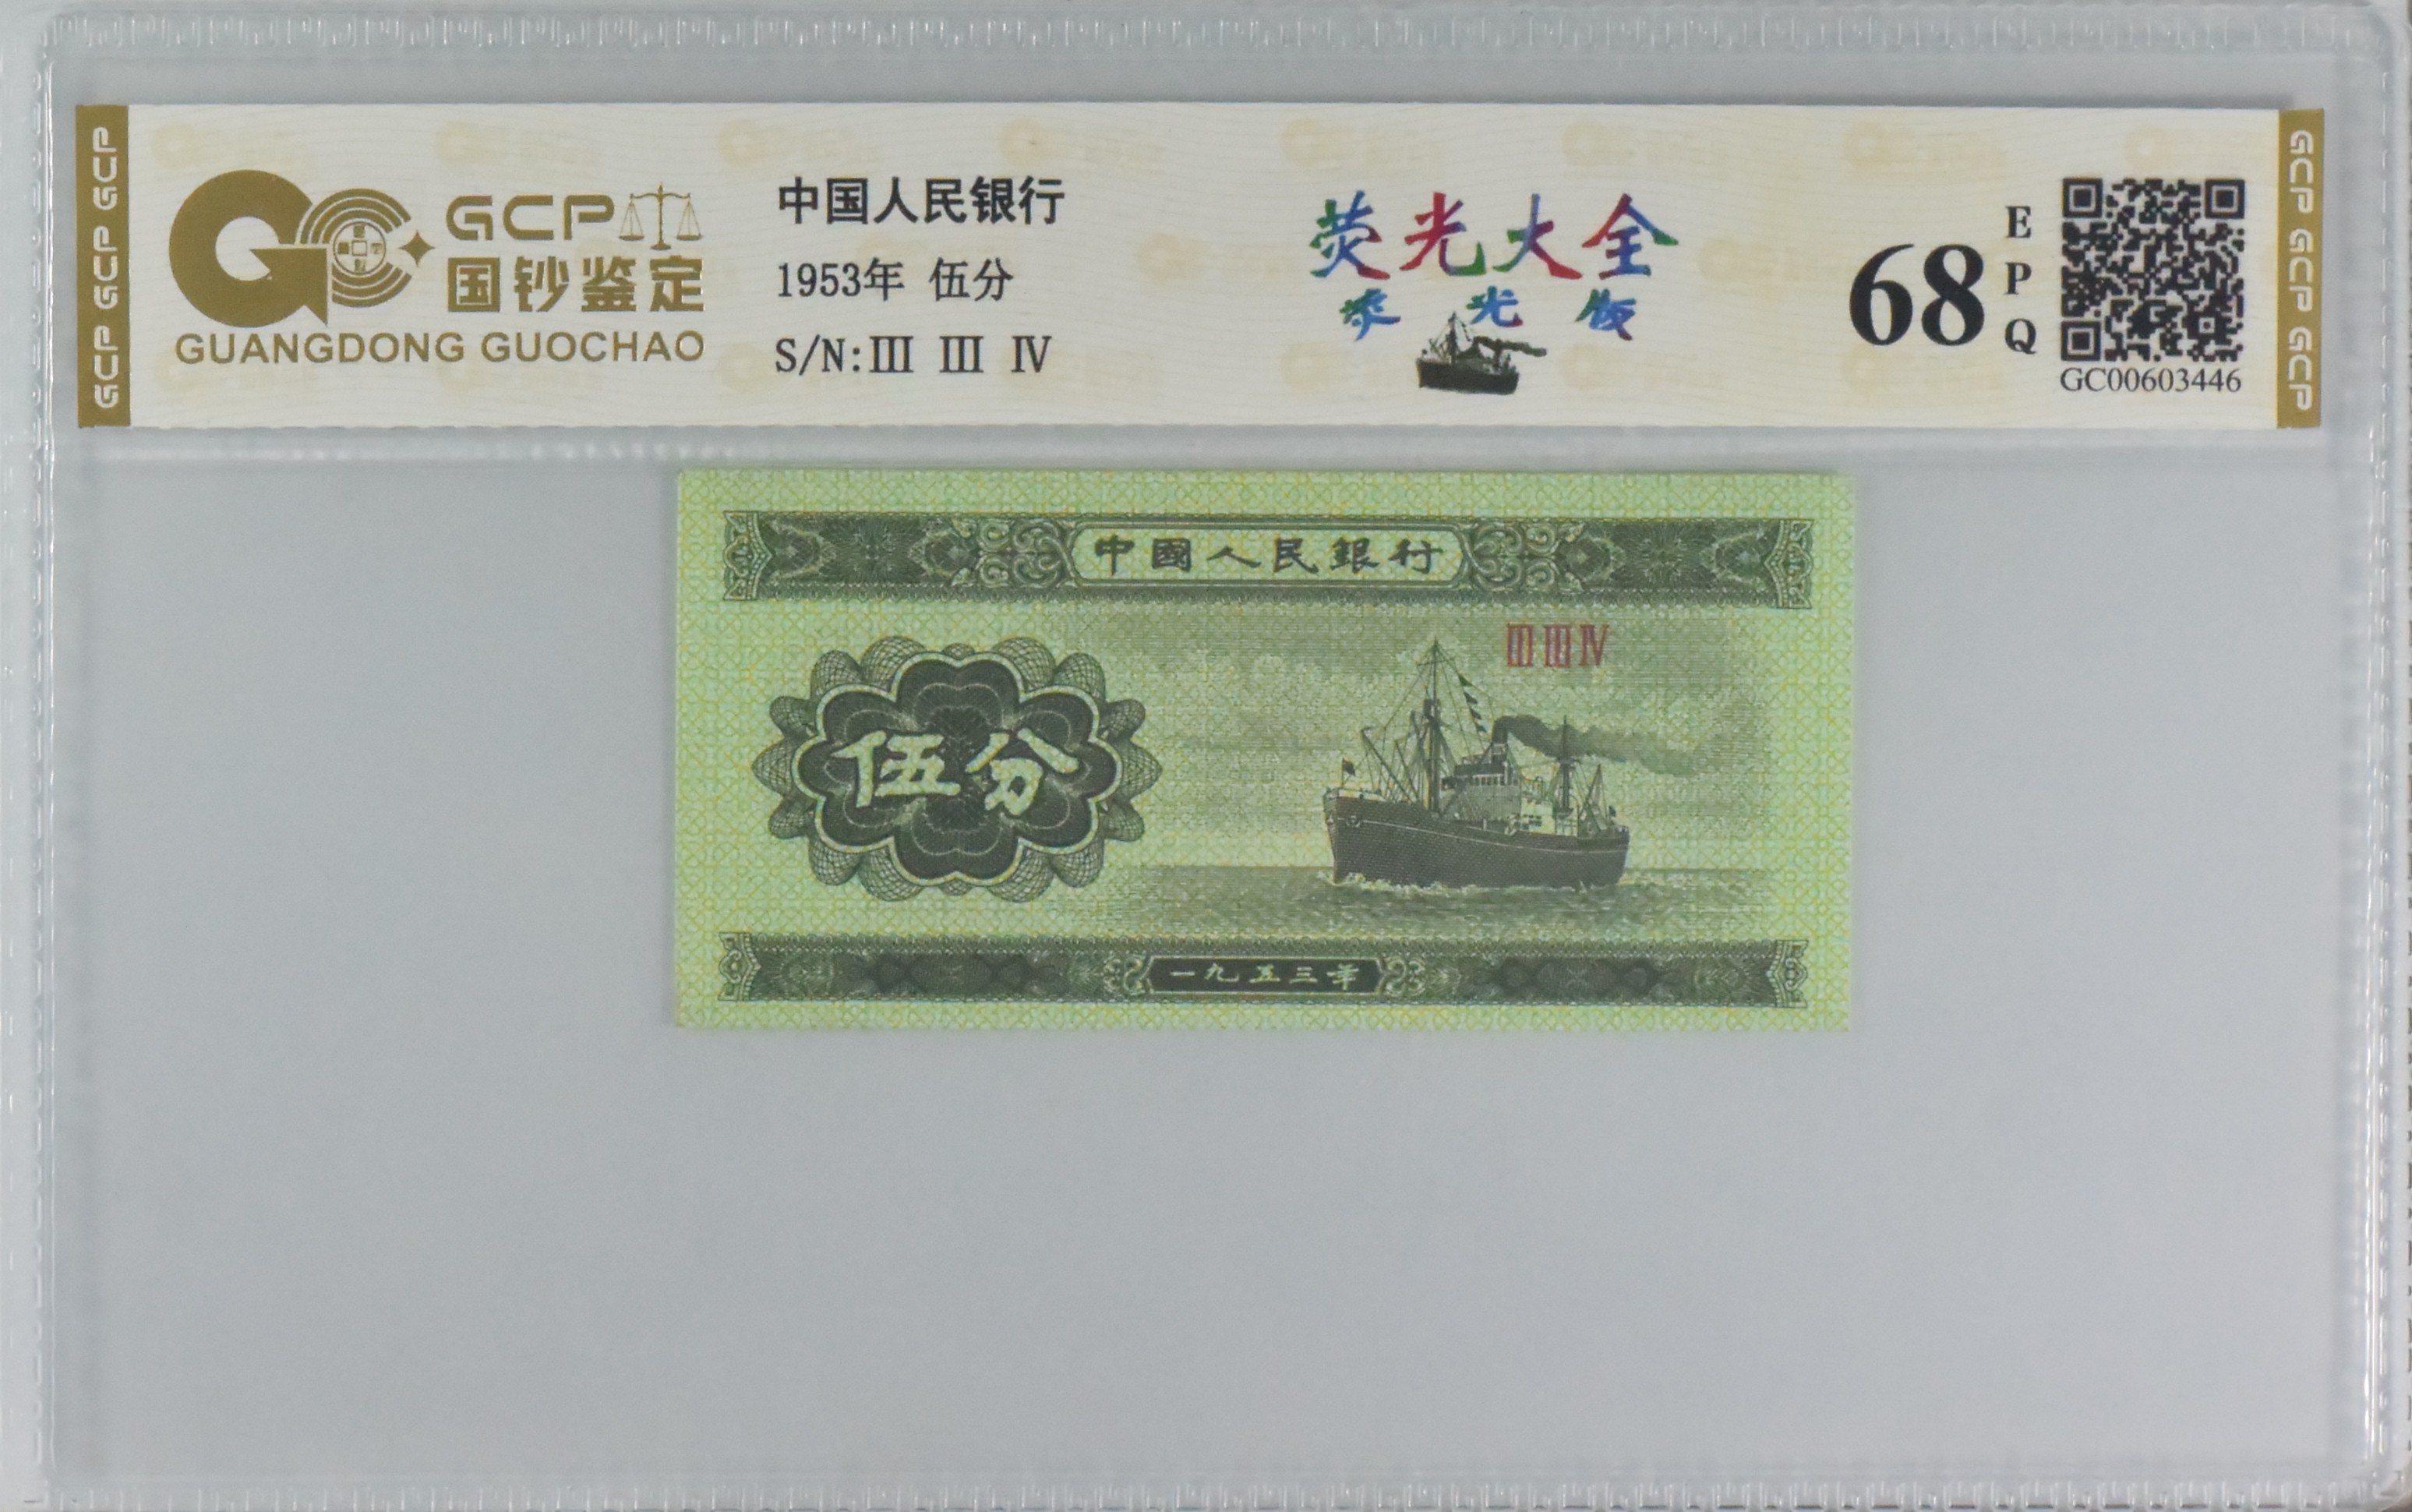 GCP GCP GCP
GCP
国钞鉴定
GUANGDONG GUOCHAO
中国人民银行
1953年 伍分
S/N:Ⅲ Ⅲ Ⅳ
荧光大全
光版
68
EPQ
GC00603446
GCP GCP GCP
中國人民銀行
ⅢⅢⅣ
伍分
一九五三年